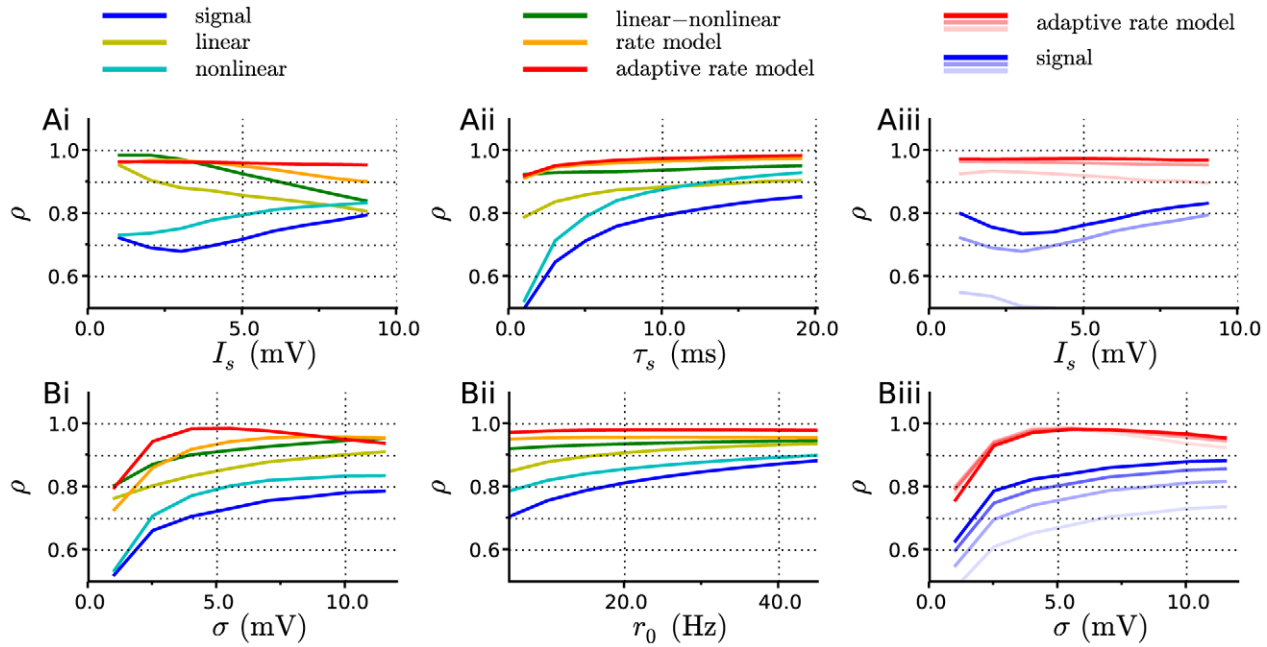 signal
linear
nonlinear
linear−nonlinear
rate model
adaptive rate model
adaptive rate model
signal
Ai
ρ
1.0
0.8
0.6
0.0 5.0 10.0
I_s (mV)
Aii
ρ
1.0
0.8
0.6
0.0 10.0 20.0
τ_s (ms)
Aiii
ρ
1.0
0.8
0.6
0.0 5.0 10.0
I_s (mV)
Bi
ρ
1.0
0.8
0.6
0.0 5.0 10.0
σ (mV)
Bii
ρ
1.0
0.8
0.6
20.0 40.0
r_0 (Hz)
Biii
ρ
1.0
0.8
0.6
0.0 5.0 10.0
σ (mV)